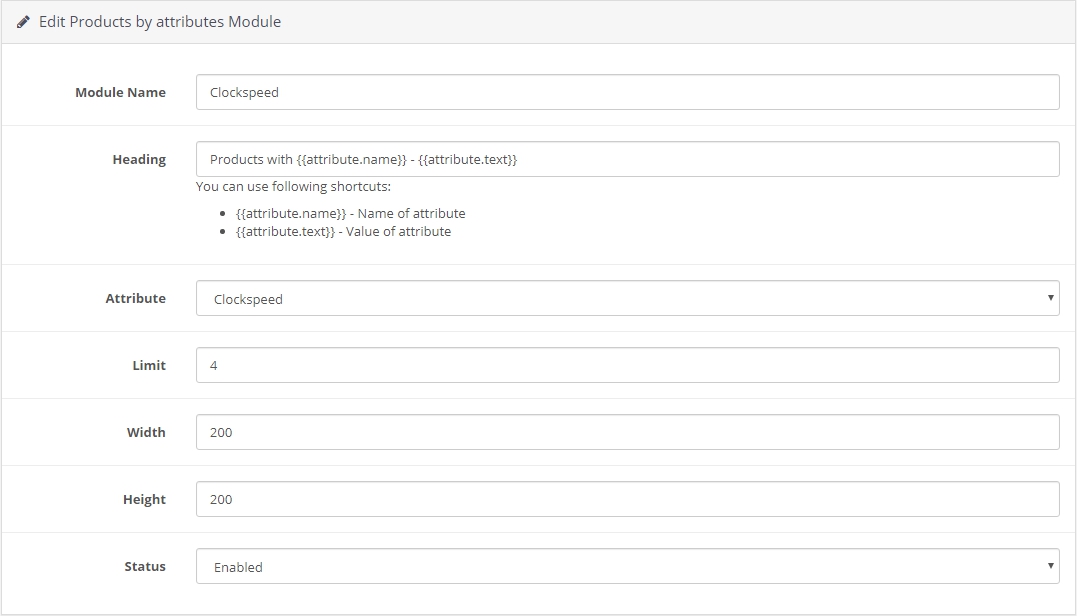 Edit Products by attributes Module
Module Name
Clockspeed
Heading
Products with {{attribute.name}} - {{attribute.text}}
You can use following shortcuts:
{{attribute.name}} - Name of attribute
{{attribute.text}} - Value of attribute
Attribute
Clockspeed
Limit
4
Width
200
Height
200
Status
Enabled